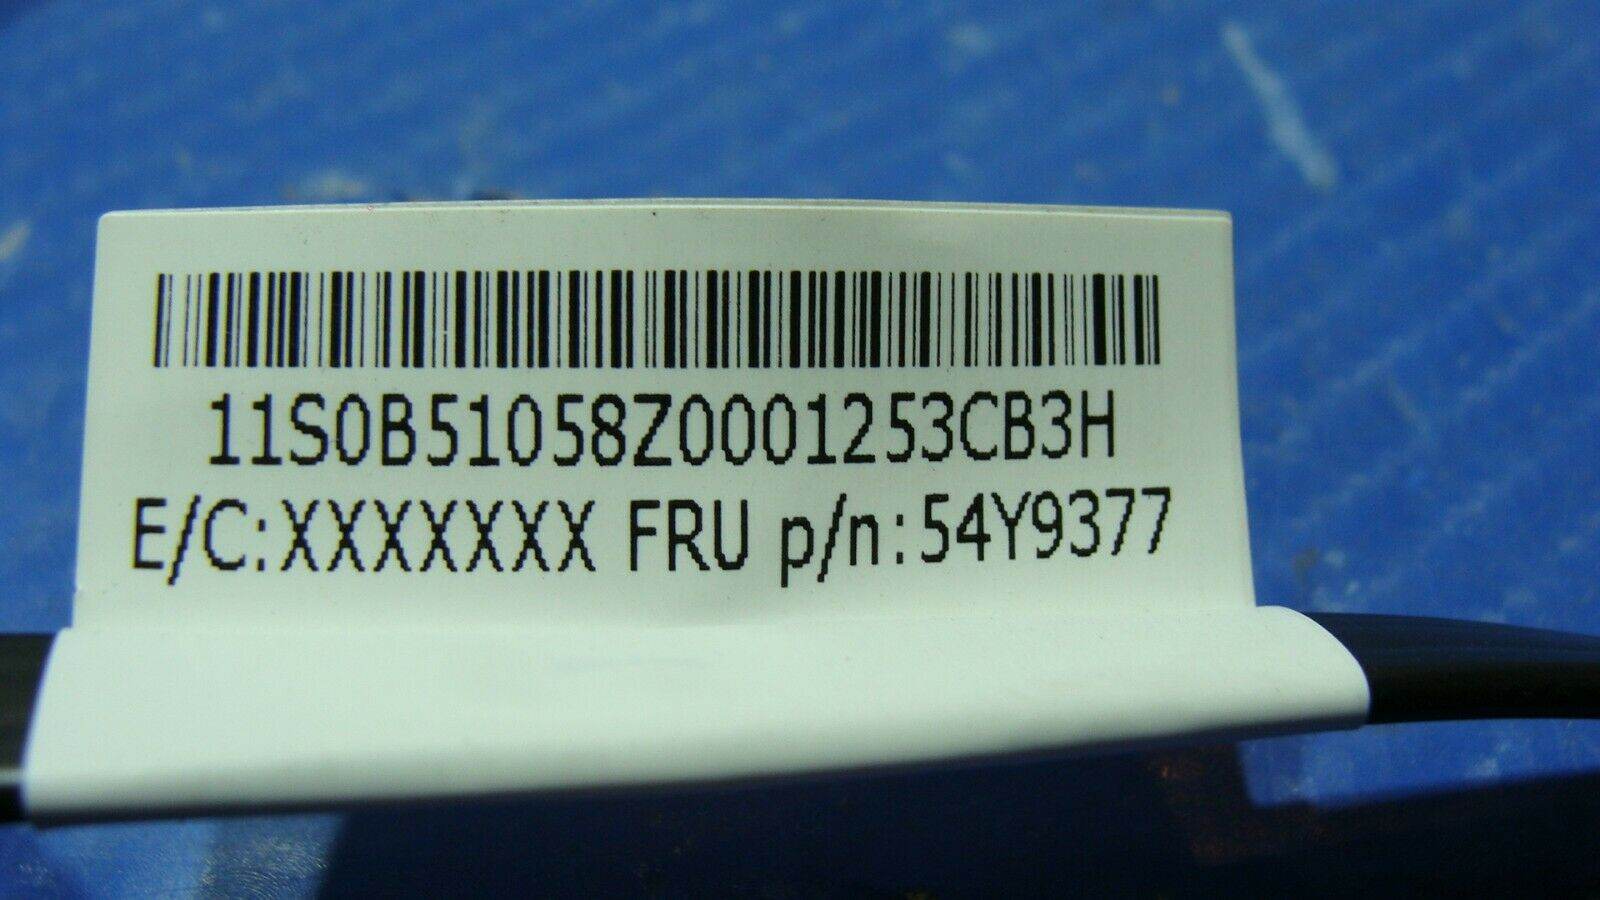 11S0B51058Z0001253CB3H
E/C:XXXXXXX FRU p/n:54Y9377